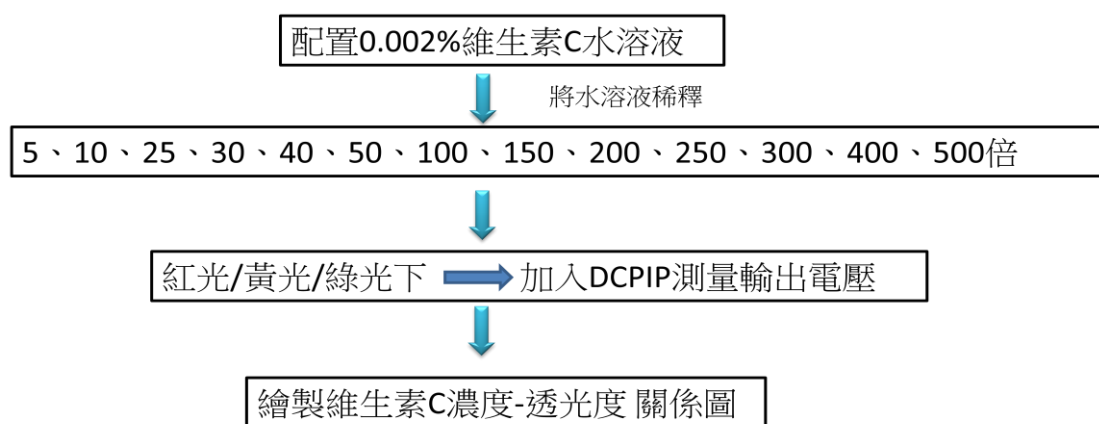 配置0.002%維生素C水溶液
將水溶液稀釋
5、10、25、30、40、50、100、150、200、250、300、400、500倍
紅光/黃光/綠光下 加入DCPIP測量輸出電壓
繪製維生素C濃度-透光度 關係圖